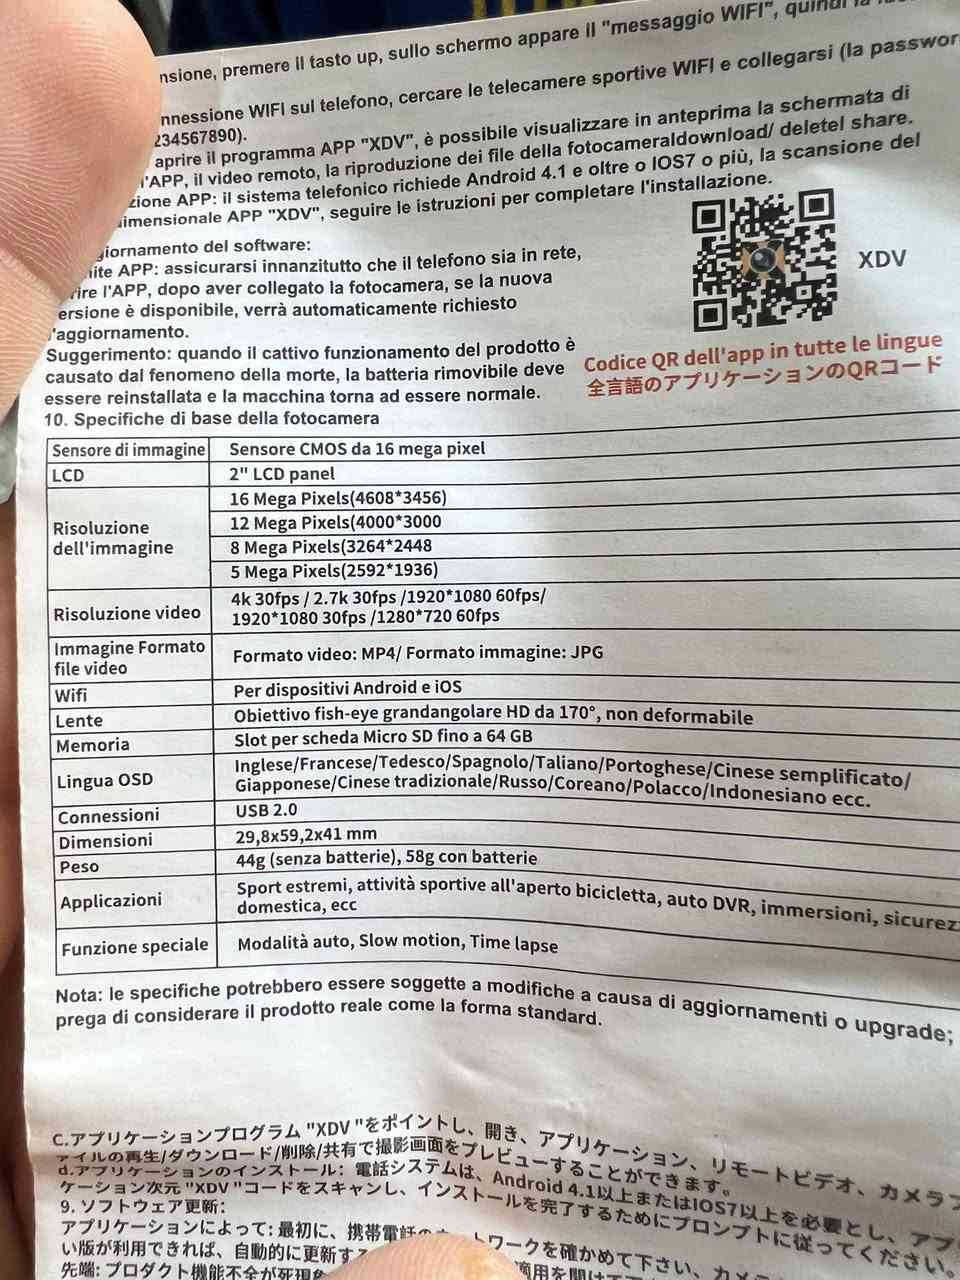 nsione, premere il tasto up, sullo schermo appare il "messaggio WIFI", quindi la
nnessione WIFI sul telefono, cercare le telecamere sportive WIFI e collegarsi (la passwor
234567890).
aprire il programma APP "XDV", è possibile visualizzare in anteprima la schermata di
l'APP, il video remoto, la riproduzione dei file della fotocameraldownload/ deletel share.
zione APP: il sistema telefonico richiede Android 4.1 e oltre o IOS7 o più, la scansione del
imensionale APP "XDV", seguire le istruzioni per completare l'installazione.
giornamento del software:
ite APP: assicurarsi innanzitutto che il telefono sia in rete,
rire l'APP, dopo aver collegato la fotocamera, se la nuova
ersione è disponibile, verrà automaticamente richiesto
l'aggiornamento.
Suggerimento: quando il cattivo funzionamento del prodotto è
causato dal fenomeno della morte, la batteria rimovibile deve
essere reinstallata e la macchina torna ad essere normale.
XDV
Codice QR dell'app in tutte le lingue
全言語のアプリケーションのQRコード
10. Specifiche di base della fotocamera
Sensore di immagine Sensore CMOS da 16 mega pixel
LCD 2" LCD panel
Risoluzione dell'immagine
16 Mega Pixels(4608*3456)
12 Mega Pixels(4000*3000
8 Mega Pixels(3264*2448
5 Mega Pixels(2592*1936)
Risoluzione video 4k 30fps / 2.7k 30fps /1920*1080 60fps/
1920*1080 30fps /1280*720 60fps
Immagine Formato
file video Formato video: MP4/ Formato immagine: JPG
Wifi Per dispositivi Android e iOS
Lente Obiettivo fish-eye grandangolare HD da 170°, non deformabile
Memoria Slot per scheda Micro SD fino a 64 GB
Lingua OSD Inglese/Francese/Tedesco/Spagnolo/Taliano/Portoghese/Cinese semplificato/
Giapponese/Cinese tradizionale/Russo/Coreano/Polacco/Indonesiano ecc.
Connessioni USB 2.0
Dimensioni 29,8x59,2x41 mm
Peso 44g (senza batterie), 58g con batterie
Applicazioni Sport estremi, attività sportive all'aperto bicicletta, auto DVR, immersioni, sicurez
domestica, ecc
Funzione speciale Modalità auto, Slow motion, Time lapse
Nota: le specifiche potrebbero essere soggette a modifiche a causa di aggiornamenti o upgrade;
prega di considerare il prodotto reale come la forma standard.
C.アプリケーションプログラム "XDV "をポイントし、開き、アプリケーション、リモートビデオ、カメラフ
ァイルの再生/ダウンロード/削除/共有で撮影画面をプレビューすることができます。
d.アプリケーションのインストール: 電話システムは、Android 4.1以上またはIOS7以上を必要とし、アプリ
ケーション次元 "XDV "コードをスキャンし、インストールを完了するためにプロンプトに従ってください。
9. ソフトウェア更新:
アプリケーションによって: 最初に、携帯電話の ットワークを確かめて下さい、カメラ
い版が利用できれば、自動的に更新する
先端: プロダクト機能不全が死現象